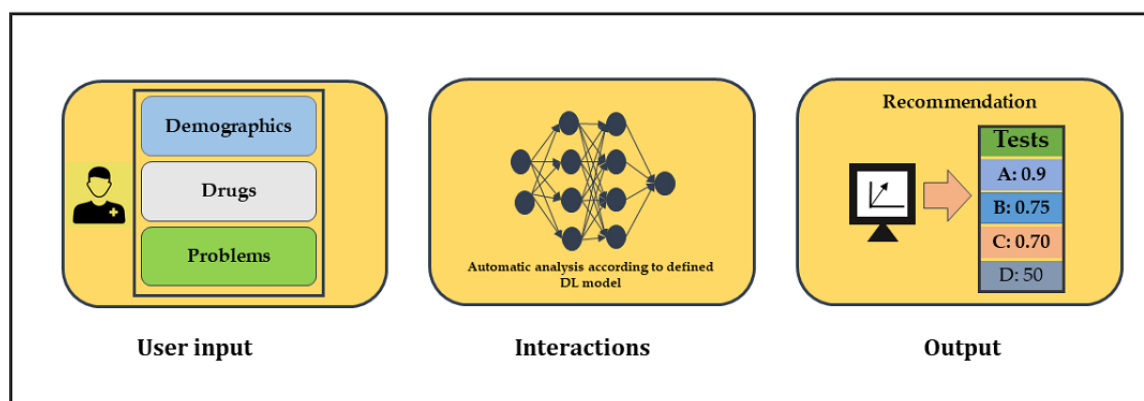 Demographics
Drugs
Problems
User input
Automatic analysis according to defined
DL model
Interactions
Recommendation
Tests
A: 0.9
B: 0.75
C: 0.70
D: 50
Output